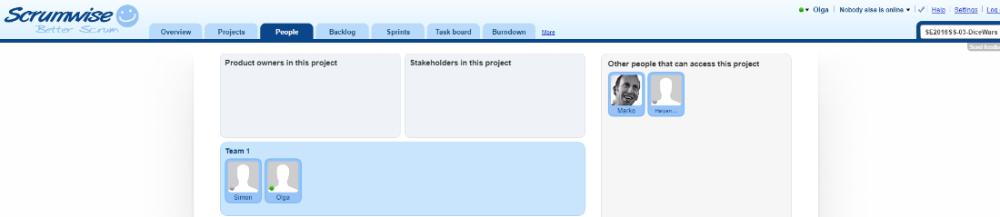 Scrumwise
Better Scrum
Olga
Nobody else is online
Help
Settings
Log
Overview
Projects
People
Backlog
Sprints
Task board
Burndown
More
SE2016SS-03-DiceWars
Send feedba
Product owners in this project
Stakeholders in this project
Other people that can access this project
Marko
Haiyan...
Team 1
Simon
Olga